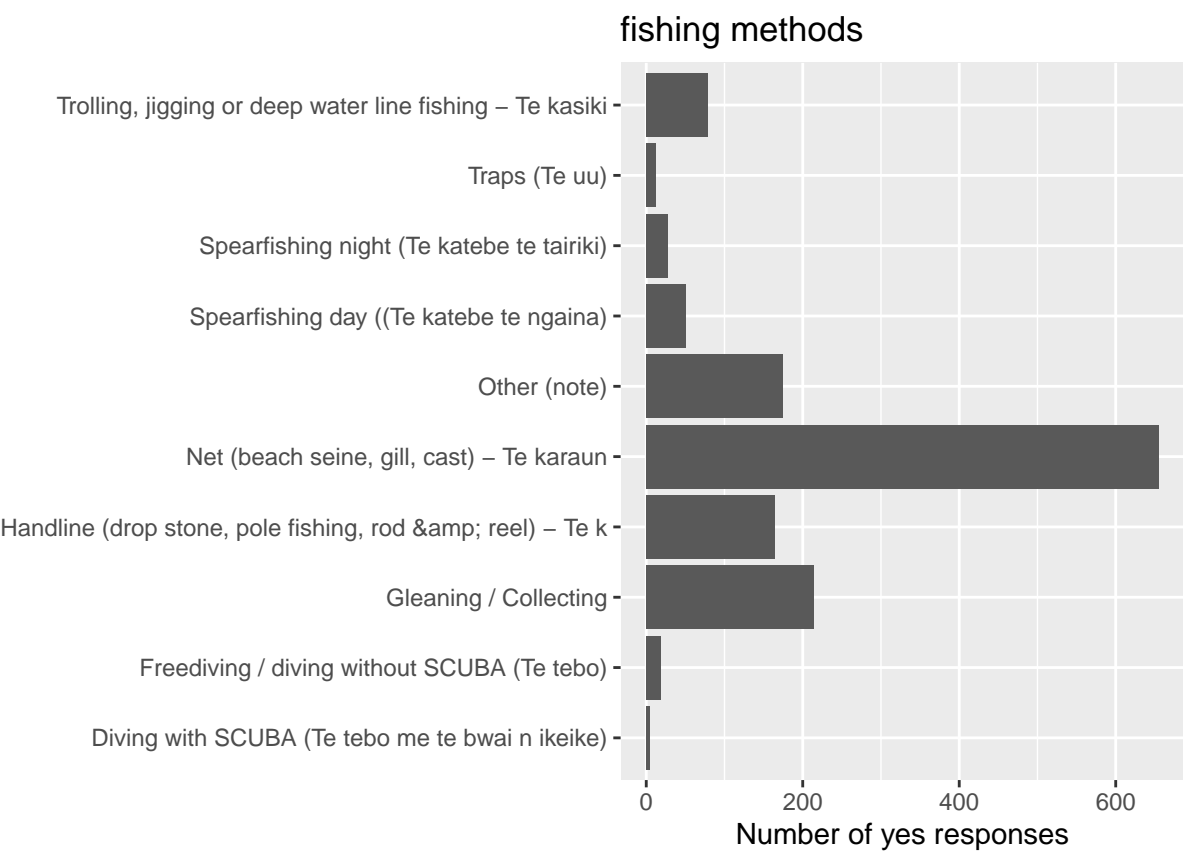 fishing methods
Trolling, jigging or deep water line fishing – Te kasiki
Traps (Te uu)
Spearfishing night (Te katebe te tairiki)
Spearfishing day ((Te katebe te ngaina)
Other (note)
Net (beach seine, gill, cast) – Te karaun
Handline (drop stone, pole fishing, rod &amp; reel) – Te k
Gleaning / Collecting
Freediving / diving without SCUBA (Te tebo)
Diving with SCUBA (Te tebo me te bwai n ikeike)
0 200 400 600
Number of yes responses